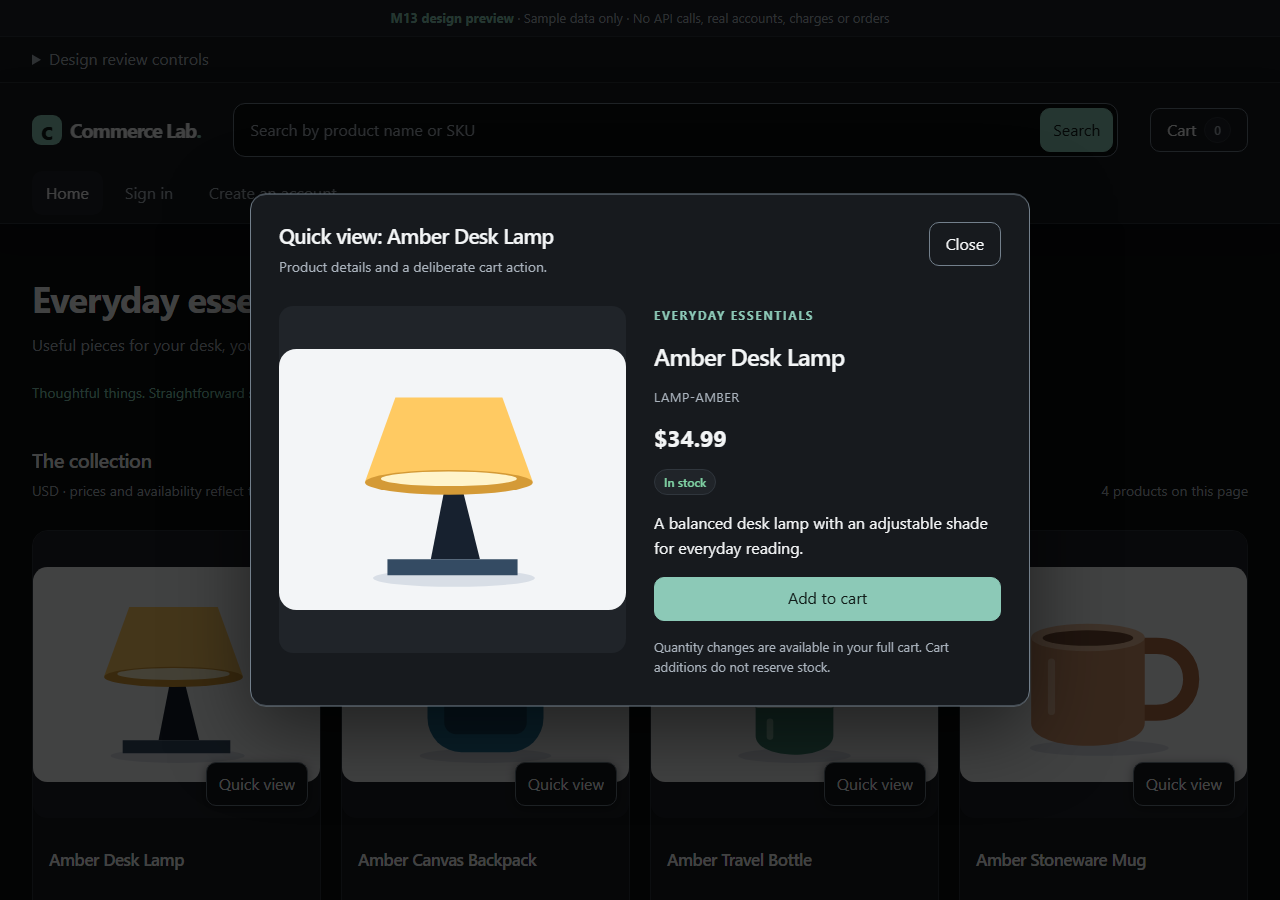 M13 design preview · Sample data only · No API calls, real accounts, charges or orders
Design review controls
c Commerce Lab.
Search by product name or SKU
Search
Cart 0
Home Sign in Create an account
Quick view: Amber Desk Lamp
Close
Product details and a deliberate cart action.
Everyday
Useful pieces for your desk,
Thoughtful things. Straightforward
The collection
USD · prices and availability reflect
4 products on this page
EVERYDAY ESSENTIALS
Amber Desk Lamp
LAMP-AMBER
$34.99
In stock
A balanced desk lamp with an adjustable shade
for everyday reading.
Add to cart
Quantity changes are available in your full cart. Cart
additions do not reserve stock.
Quick view Quick view Quick view Quick view
Amber Desk Lamp Amber Canvas Backpack Amber Travel Bottle Amber Stoneware Mug